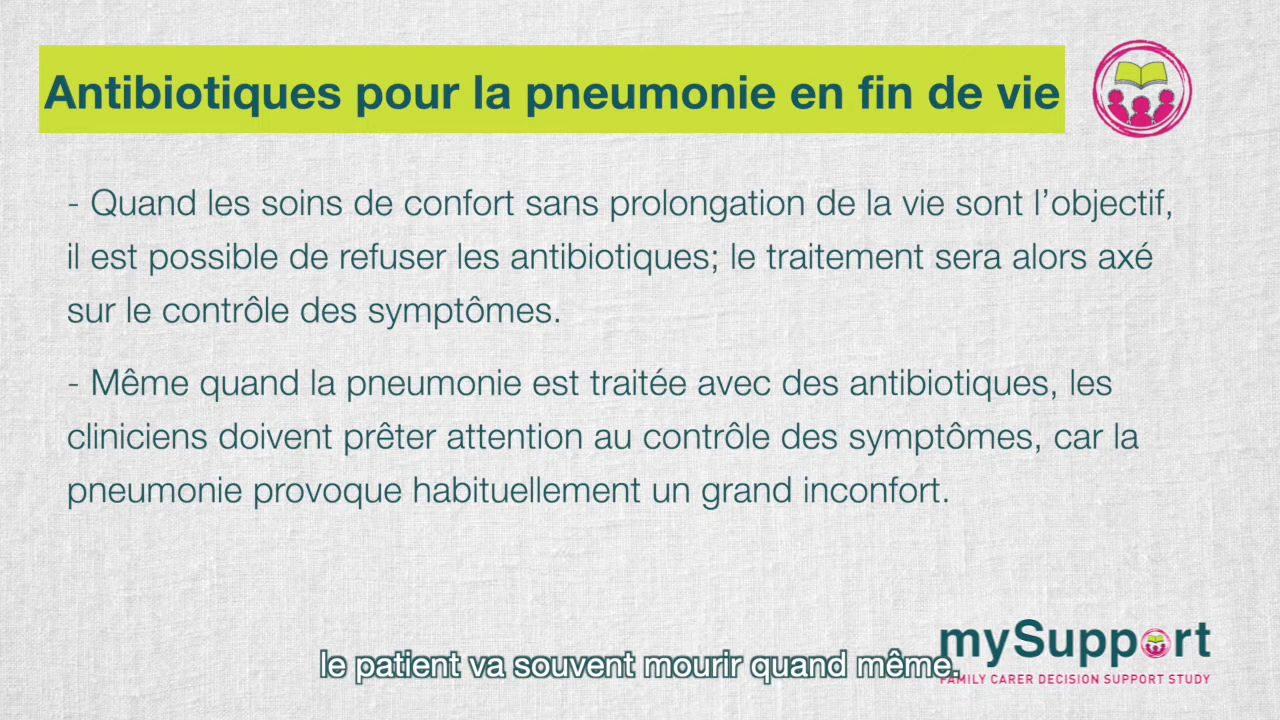 Antibiotiques pour la pneumonie en fin de vie
- Quand les soins de confort sans prolongation de la vie sont l’objectif,
il est possible de refuser les antibiotiques; le traitement sera alors axé
sur le contrôle des symptômes.
- Même quand la pneumonie est traitée avec des antibiotiques, les
cliniciens doivent prêter attention au contrôle des symptômes, car la
pneumonie provoque habituellement un grand inconfort.
mySupport
FAMILY CARER DECISION SUPPORT STUDY
le patient va souvent mourir quand même.